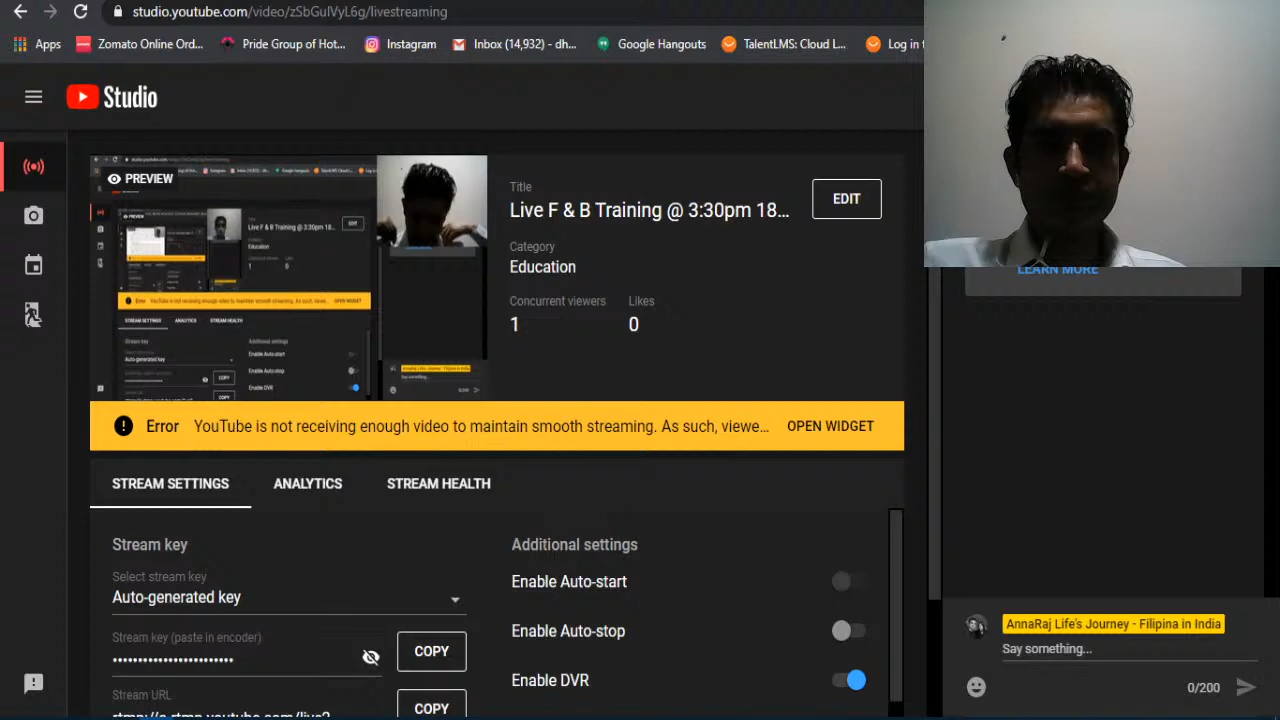 studio.youtube.com/video/zSbGuIVyL6g/livestreaming
Apps Zomato Online Ord... Pride Group of Hot... Instagram Inbox (14,932) - dh... Google Hangouts TalentLMS: Cloud L... Log in t
Studio
PREVIEW
Title
Live F & B Training @ 3:30pm 18...
EDIT
Category
Education
Concurrent viewers Likes
1 0
LEARN MORE
Error YouTube is not receiving enough video to maintain smooth streaming. As such, viewe... OPEN WIDGET
STREAM SETTINGS ANALYTICS STREAM HEALTH
Stream key
Select stream key
Auto-generated key
Stream key (paste in encoder)
•••••••••••••••••••••••• COPY
Stream URL
rtmp://a.rtmp.youtube.com/live2 COPY
Additional settings
Enable Auto-start
Enable Auto-stop
Enable DVR
AnnaRaj Life's Journey - Filipina in India
Say something...
0/200